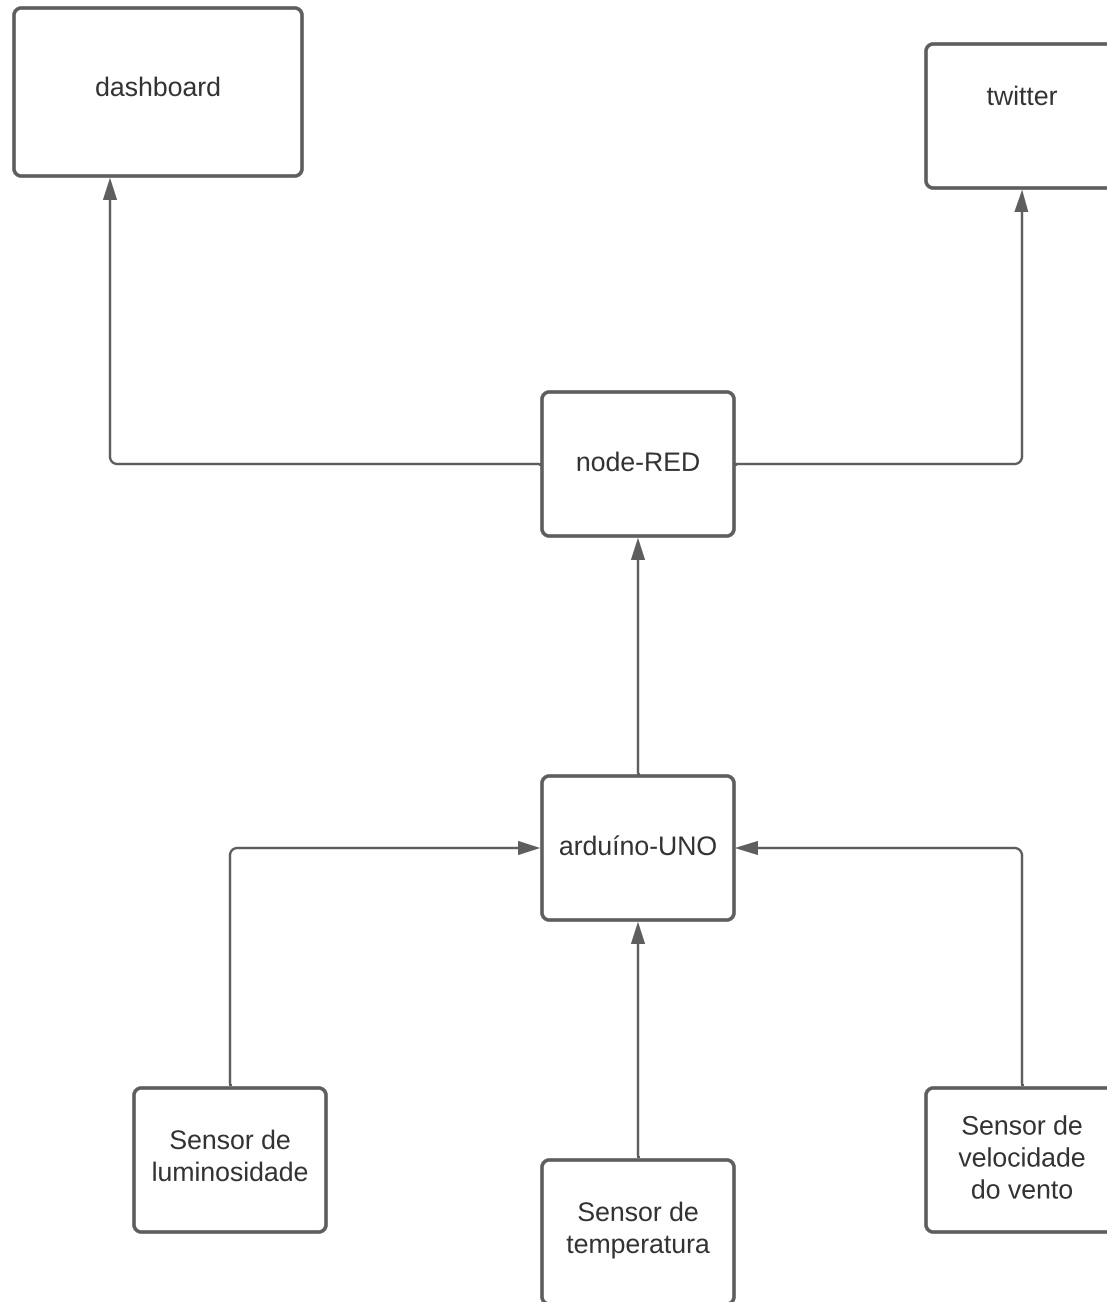 dashboard
twitter
node-RED
arduíno-UNO
Sensor de
luminosidade
Sensor de
temperatura
Sensor de
velocidade
do vento